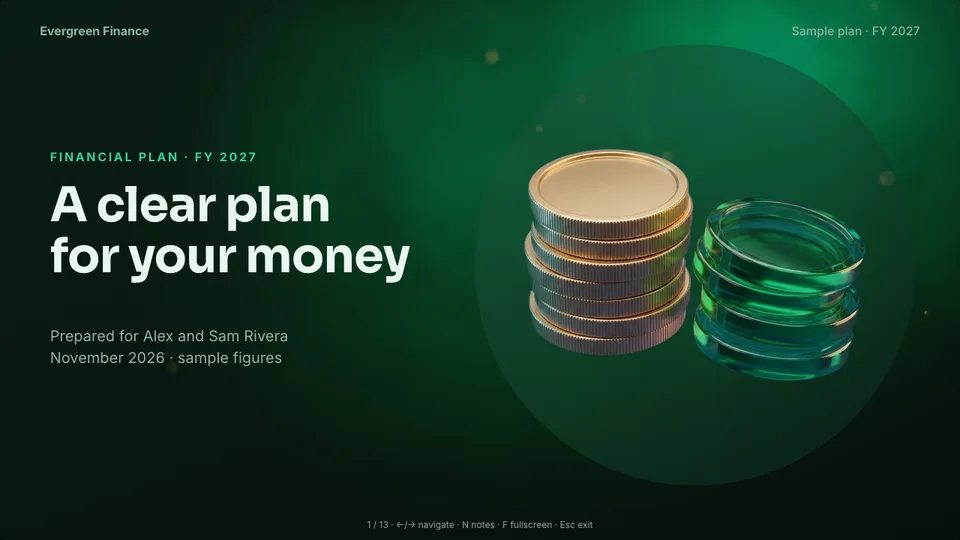 Evergreen Finance
Sample plan · FY 2027
FINANCIAL PLAN · FY 2027
A clear plan
for your money
Prepared for Alex and Sam Rivera
November 2026 · sample figures
1 / 13 · ←/→ navigate · N notes · F fullscreen · Esc exit